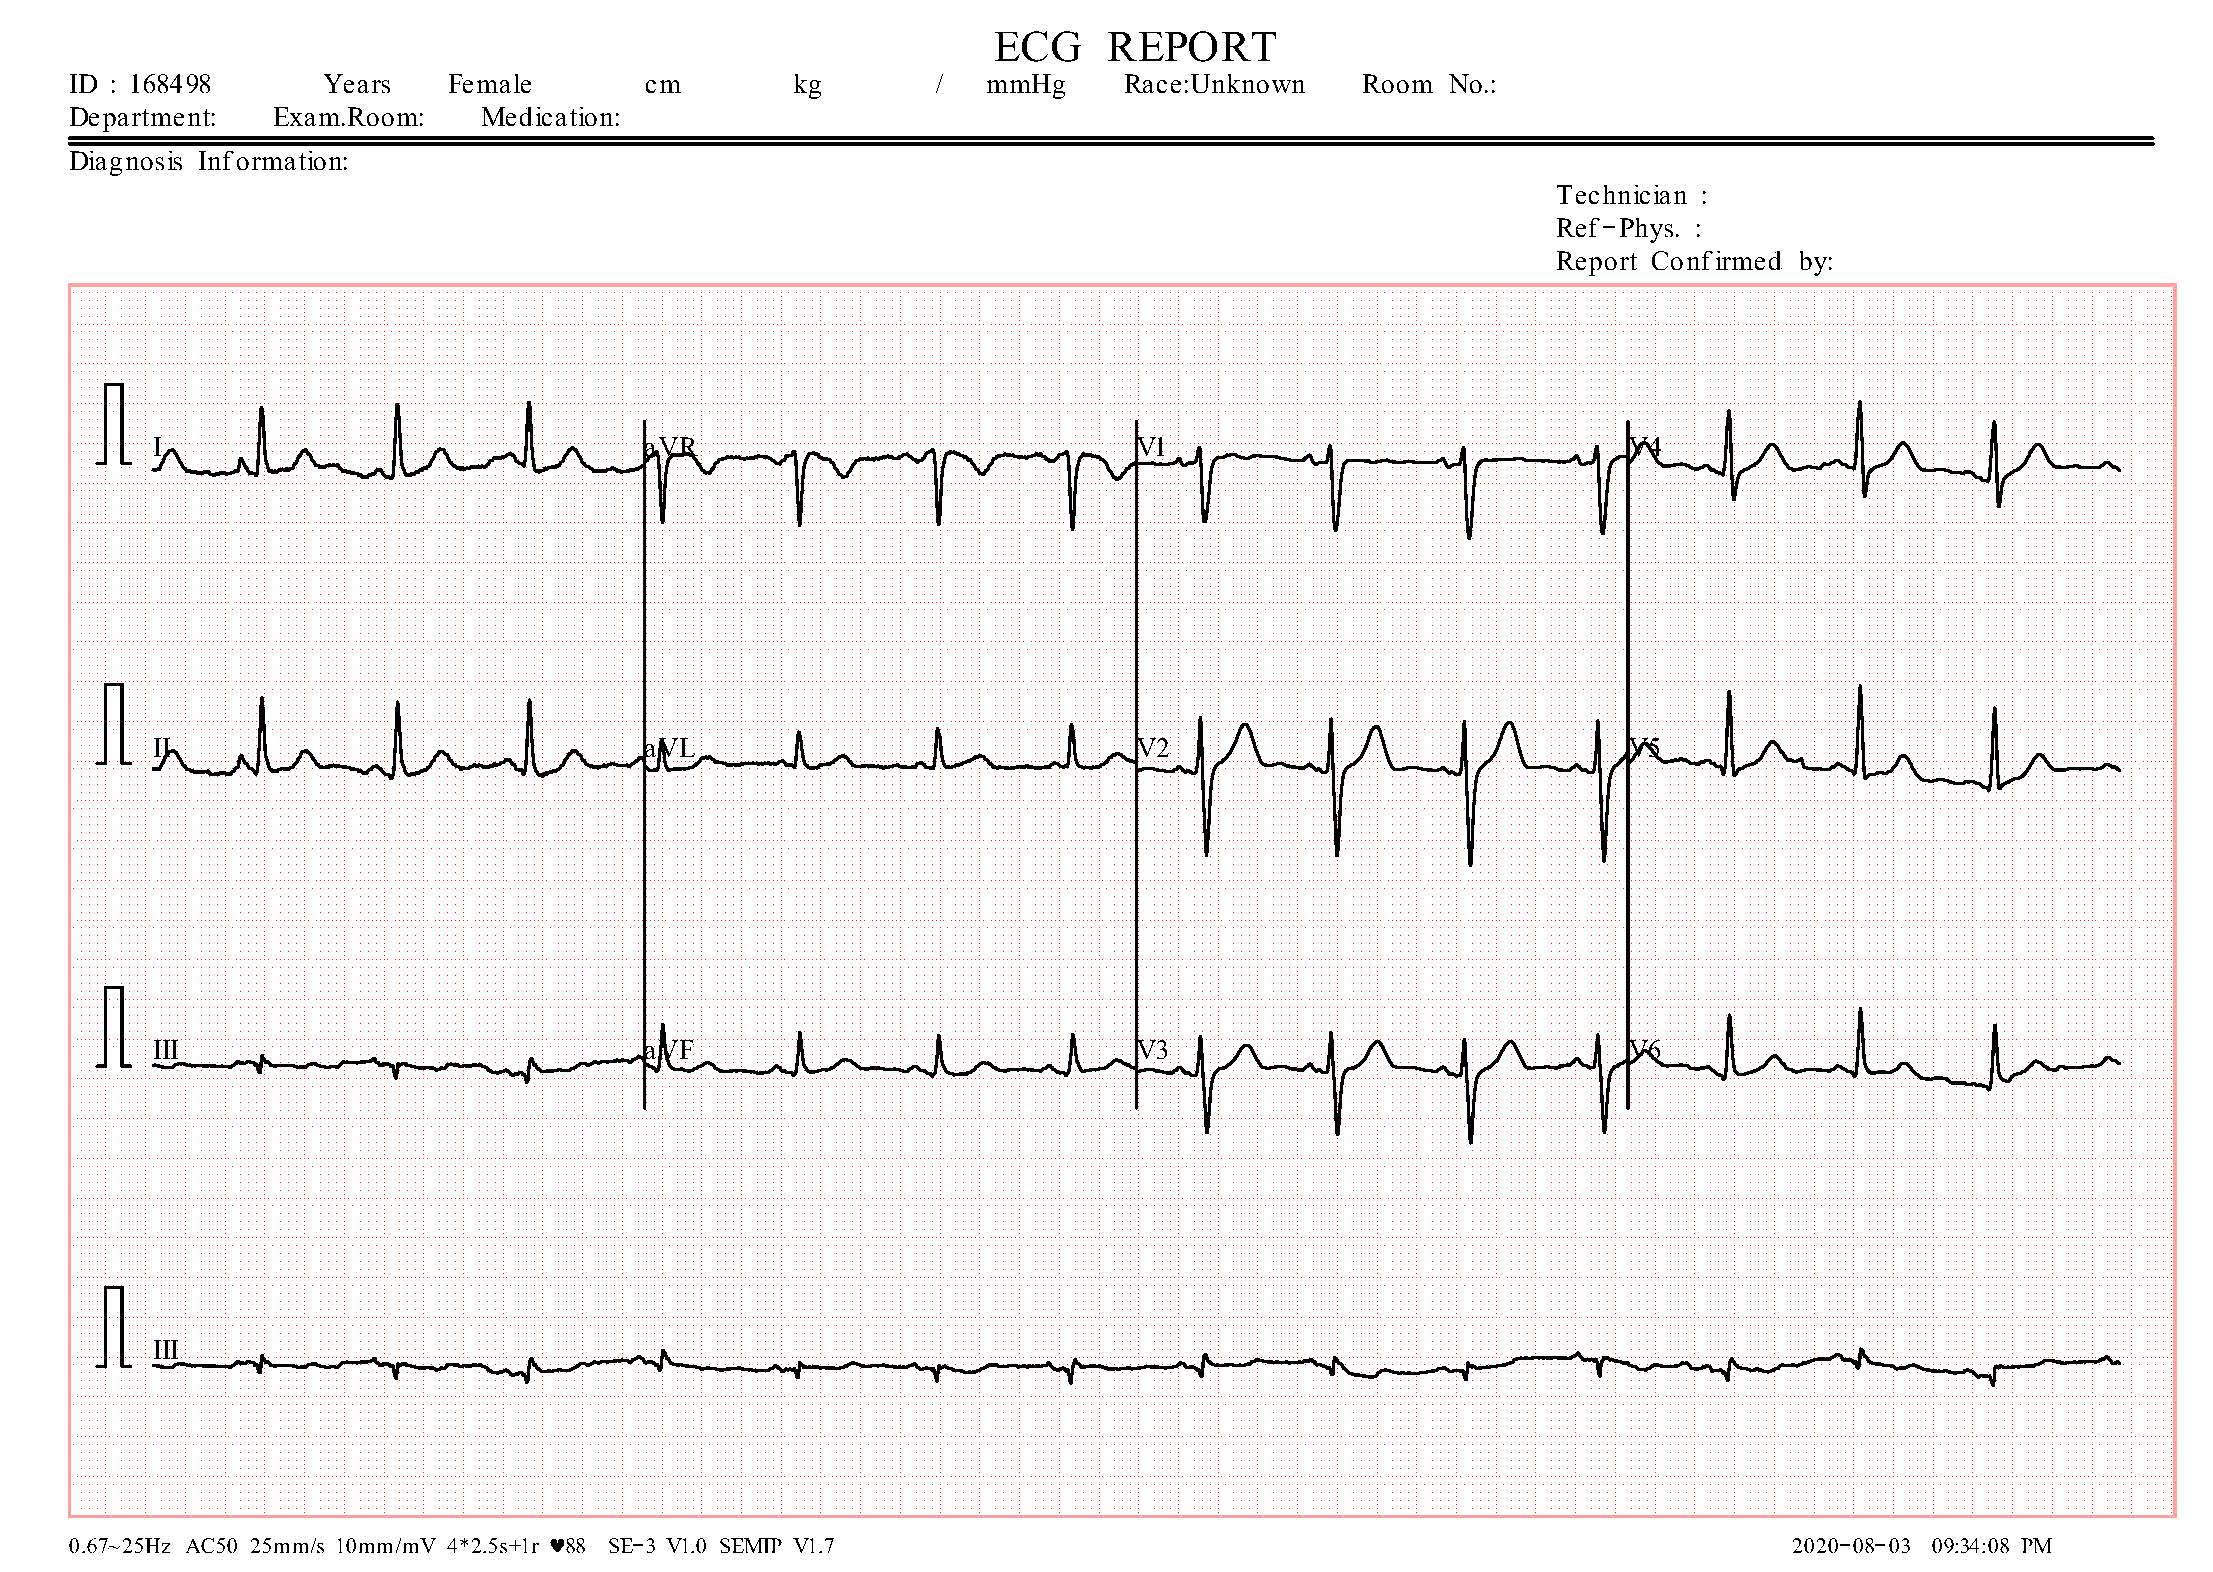 ECG REPORT
ID : 168498 Years Female cm kg / mmHg Race:Unknown Room No.:
Department: Exam.Room: Medication:
Diagnosis Information:
Technician :
Ref-Phys. :
Report Confirmed by:
I aVR V1 V4
II aVL V2 V5
III aVF V3 V6
III
0.67~25Hz AC50 25mm/s 10mm/mV 4*2.5s+1r ♥88 SE-3 V1.0 SEMIP V1.7 2020-08-03 09:34:08 PM